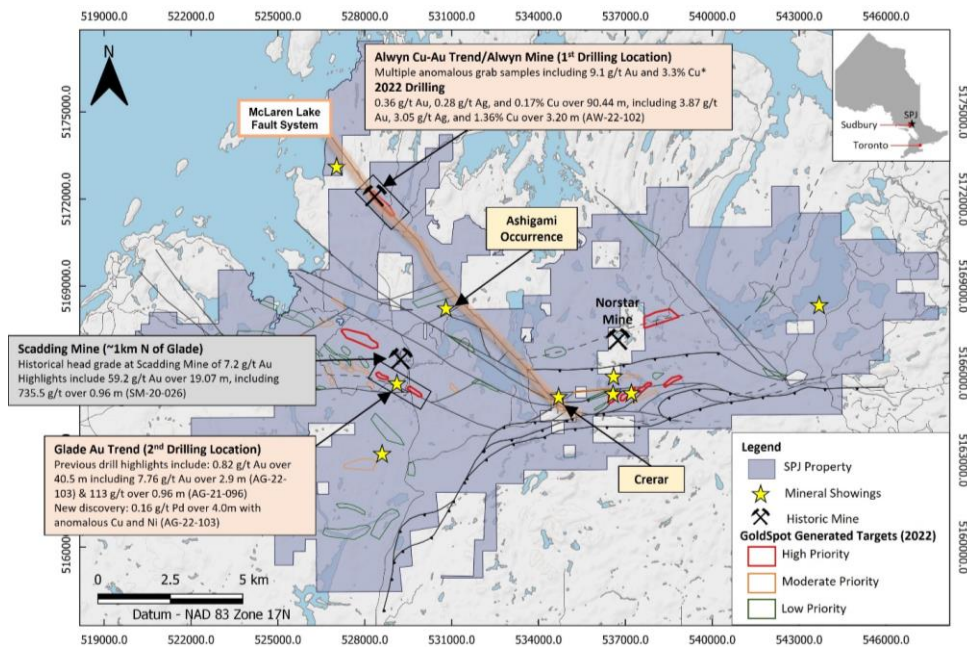 519000.0 522000.0 525000.0 528000.0 531000.0 534000.0 537000.0 540000.0 543000.0 546000.0
N
Alwyn Cu-Au Trend/Alwyn Mine (1st Drilling Location)
Multiple anomalous grab samples including 9.1 g/t Au and 3.3% Cu*
2022 Drilling
0.36 g/t Au, 0.28 g/t Ag, and 0.17% Cu over 90.44 m, including 3.87 g/t
Au, 3.05 g/t Ag, and 1.36% Cu over 3.20 m (AW-22-102)
SPJ
Sudbury
Toronto
McLaren Lake
Fault System
5175000.0
5175000.0
5172000.0
5172000.0
Ashigami
Occurrence
5169000.0
5169000.0
Norstar
Mine
Scadding Mine (~1km N of Glade)
Historical head grade at Scadding Mine of 7.2 g/t Au
Highlights include 59.2 g/t Au over 19.07 m, including
735.5 g/t over 0.96 m (SM-20-026)
5166000.0
Glade Au Trend (2nd Drilling Location)
Previous drill highlights include: 0.82 g/t Au over
40.5 m including 7.76 g/t Au over 2.9 m (AG-22-
103) & 113 g/t over 0.96 m (AG-21-096)
New discovery: 0.16 g/t Pd over 4.0m with
anomalous Cu and Ni (AG-22-103)
Crerar
5163000.0
5160000.0
5160000.0
Legend
SPJ Property
Mineral Showings
Historic Mine
GoldSpot Generated Targets (2022)
High Priority
Moderate Priority
Low Priority
0 2.5 5 km
Datum - NAD 83 Zone 17N
519000.0 522000.0 525000.0 528000.0 531000.0 534000.0 537000.0 540000.0 543000.0 546000.0